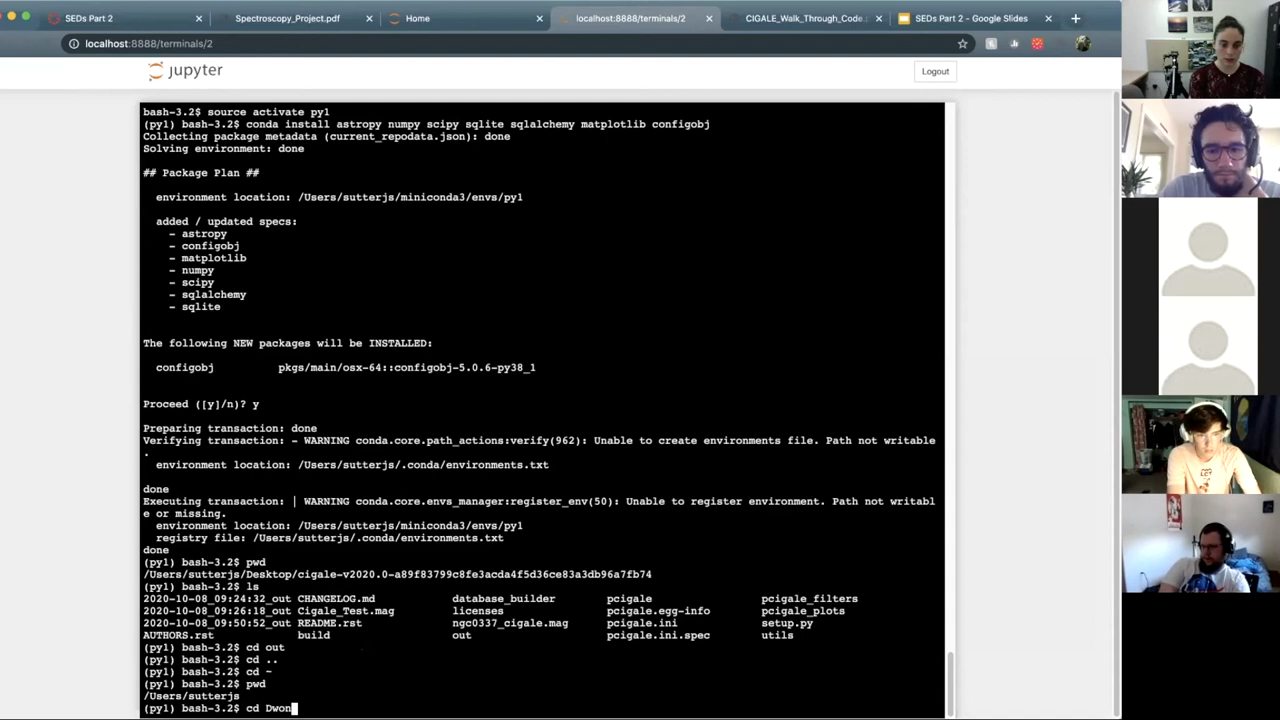 SEDs Part 2 × Spectroscopy_Project.pdf × Home × localhost:8888/terminals/2 × CIGALE_Walk_Through_Code. × SEDs Part 2 - Google Slides × +
localhost:8888/terminals/2
jupyter Logout
bash-3.2$ source activate py1
(py1) bash-3.2$ conda install astropy numpy scipy sqlite sqlalchemy matplotlib configobj
Collecting package metadata (current_repodata.json): done
Solving environment: done
## Package Plan ##
environment location: /Users/sutterjs/miniconda3/envs/py1
added / updated specs:
- astropy
- configobj
- matplotlib
- numpy
- scipy
- sqlalchemy
- sqlite
The following NEW packages will be INSTALLED:
configobj pkgs/main/osx-64::configobj-5.0.6-py38_1
Proceed ([y]/n)? y
Preparing transaction: done
Verifying transaction: - WARNING conda.core.path_actions:verify(962): Unable to create environments file. Path not writable
.
environment location: /Users/sutterjs/.conda/environments.txt
done
Executing transaction: | WARNING conda.core.envs_manager:register_env(50): Unable to register environment. Path not writabl
e or missing.
environment location: /Users/sutterjs/miniconda3/envs/py1
registry file: /Users/sutterjs/.conda/environments.txt
done
(py1) bash-3.2$ pwd
/Users/sutterjs/Desktop/cigale-v2020.0-a89f83799c8fe3acda4f5d36ce83a3db96a7fb74
(py1) bash-3.2$ ls
2020-10-08_09:24:32_out CHANGELOG.md database_builder pcigale pcigale_filters
2020-10-08_09:26:18_out Cigale_Test.mag licenses pcigale.egg-info pcigale_plots
2020-10-08_09:50:52_out README.rst ngc0337_cigale.mag pcigale.ini setup.py
AUTHORS.rst build out pcigale.ini.spec utils
(py1) bash-3.2$ cd out
(py1) bash-3.2$ cd ..
(py1) bash-3.2$ cd ~
(py1) bash-3.2$ pwd
/Users/sutterjs
(py1) bash-3.2$ cd Dwon